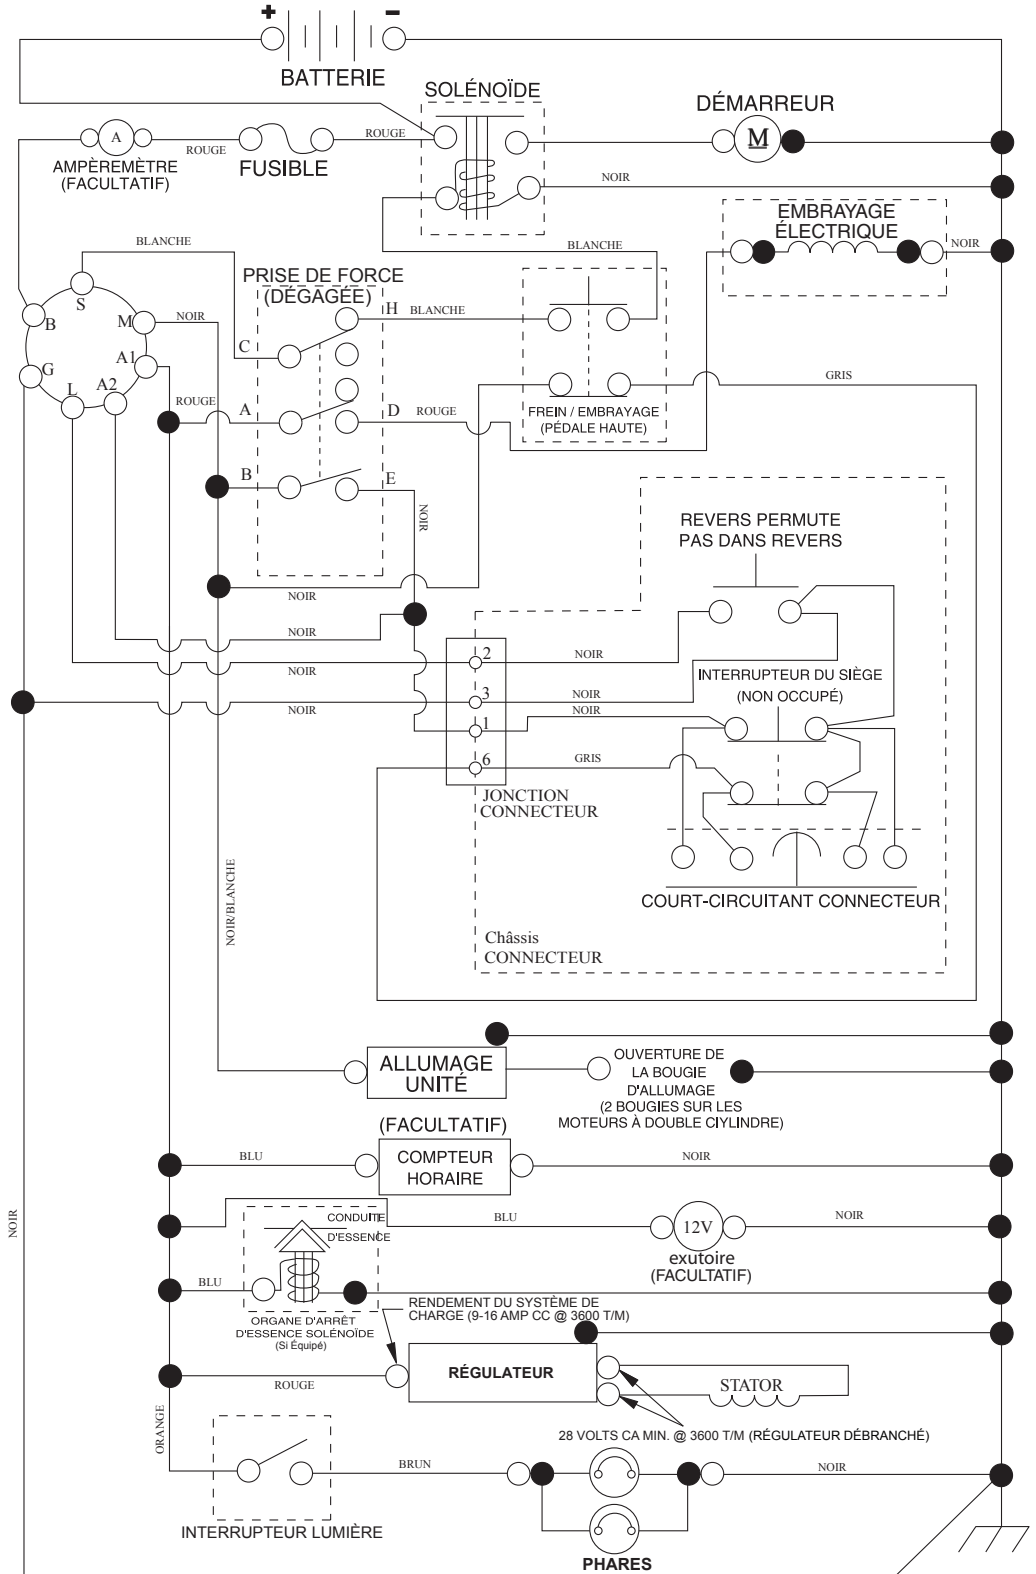 + −
BATTERIE
SOLÉNOÏDE
DÉMARREUR
A
ROUGE
ROUGE
M
AMPÈREMÈTRE
(FACULTATIF)
FUSIBLE
NOIR
EMBRAYAGE
ÉLECTRIQUE
NOIR
BLANCHE
BLANCHE
PRISE DE FORCE
(DÉGAGÉE)
S
B
M
NOIR
H
BLANCHE
C
G
A1
L
A2
ROUGE
A
D
ROUGE
GRIS
FREIN / EMBRAYAGE
(PÉDALE HAUTE)
B
E
NOIR
REVERS PERMUTE
PAS DANS REVERS
NOIR
NOIR
2
NOIR
NOIR
INTERRUPTEUR DU SIÈGE
(NON OCCUPÉ)
3
NOIR
NOIR
NOIR
1
6
GRIS
JONCTION
CONNECTEUR
NOIR/BLANCHE
COURT-CIRCUITANT CONNECTEUR
Châssis
CONNECTEUR
ALLUMAGE
UNITÉ
OUVERTURE DE
LA BOUGIE
D'ALLUMAGE
(2 BOUGIES SUR LES
MOTEURS À DOUBLE CIYLINDRE)
(FACULTATIF)
BLU
COMPTEUR
HORAIRE
NOIR
NOIR
CONDUITE
D'ESSENCE
BLU
12V
NOIR
exutoire
(FACULTATIF)
BLU
ORGANE D'ARRÊT
D'ESSENCE SOLÉNOÏDE
(Si Équipé)
RENDEMENT DU SYSTÈME DE
CHARGE (9-16 AMP CC @ 3600 T/M)
ROUGE
RÉGULATEUR
STATOR
ORANGE
28 VOLTS CA MIN. @ 3600 T/M (RÉGULATEUR DÉBRANCHÉ)
BRUN
NOIR
INTERRUPTEUR LUMIÈRE
PHARES